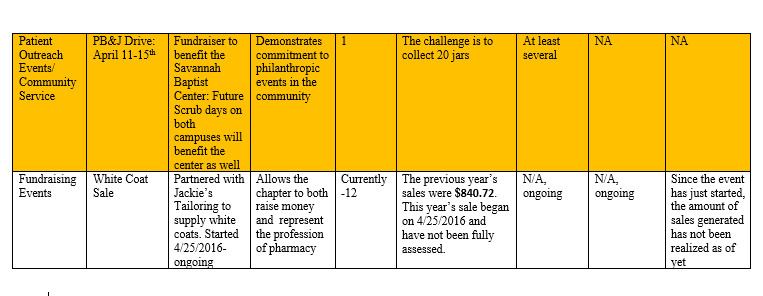 Patient
Outreach
Events/
Community
Service
PB&J Drive:
April 11-15th
Fundraiser to
benefit the
Savannah
Baptist
Center: Future
Scrub days on
both
campuses will
benefit the
center as well
Demonstrates
commitment to
philanthropic
events in the
community
1
The challenge is to
collect 20 jars
At least
several
NA
NA
Fundraising
Events
White Coat
Sale
Partnered with
Jackie's
Tailoring to
supply white
coats. Started
4/25/2016-
ongoing
Allows the
chapter to both
raise money
and represent
the profession
of pharmacy
Currently
-12
The previous year's
sales were $840.72.
This year's sale began
on 4/25/2016 and
have not been fully
assessed.
N/A,
ongoing
N/A,
ongoing
Since the event
has just started,
the amount of
sales generated
has not been
realized as of
yet